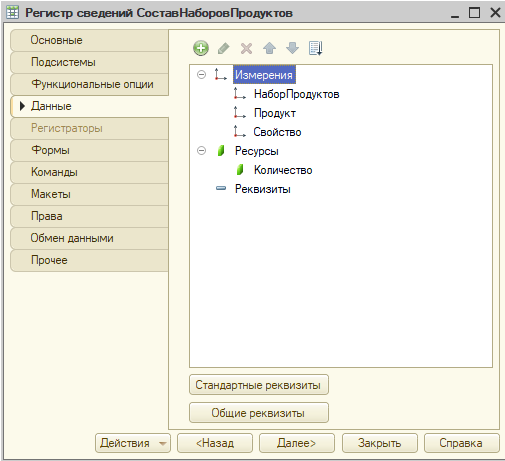 Регистр сведений СоставНаборовПродуктов
Основные
Подсистемы
Функциональные опции
Данные
Регистраторы
Формы
Команды
Макеты
Права
Обмен данными
Прочее
Измерения
НаборПродуктов
Продукт
Свойство
Ресурсы
Количество
Реквизиты
Стандартные реквизиты
Общие реквизиты
Действия
<Назад
Далее>
Закрыть
Справка